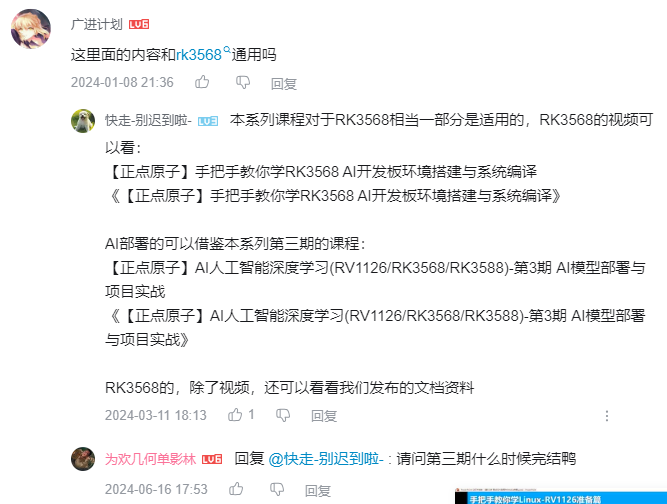 广进计划 LV6
这里面的内容和rk3568通用吗
2024-01-08 21:36 回复
快走-别迟到啦- LV3 本系列课程对于RK3568相当一部分是适用的，RK3568的视频可
以看：
【正点原子】手把手教你学RK3568 AI开发板环境搭建与系统编译
《【正点原子】手把手教你学RK3568 AI开发板环境搭建与系统编译》
AI部署的可以借鉴本系列第三期的课程：
【正点原子】AI人工智能深度学习(RV1126/RK3568/RK3588)-第3期 AI模型部署与
项目实战
《【正点原子】AI人工智能深度学习(RV1126/RK3568/RK3588)-第3期 AI模型部署
与项目实战》
RK3568的，除了视频，还可以看看我们发布的文档资料
2024-03-11 18:13 1 回复
为欢几何单影林 LV6 回复 @快走-别迟到啦- : 请问第三期什么时候完结鸭
2024-06-16 17:53 回复
手把手教你学Linux-RV1126准备篇